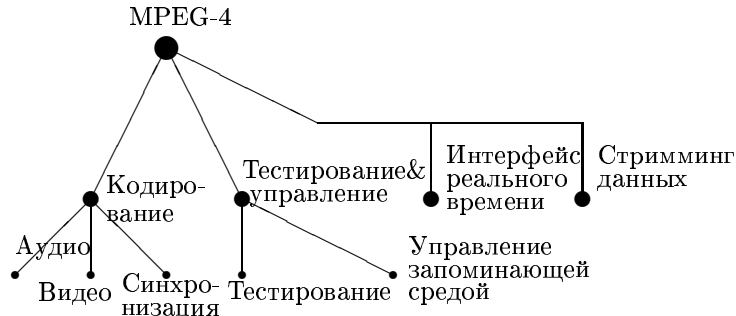 MPEG-4
Кодиро-
вание
Тестирование&
управление
Интерфейс
реального
времени
Стримминг
данных
Аудио
Видео
Синхро-
низация
Тестирование
Управление
запоминающей
средой